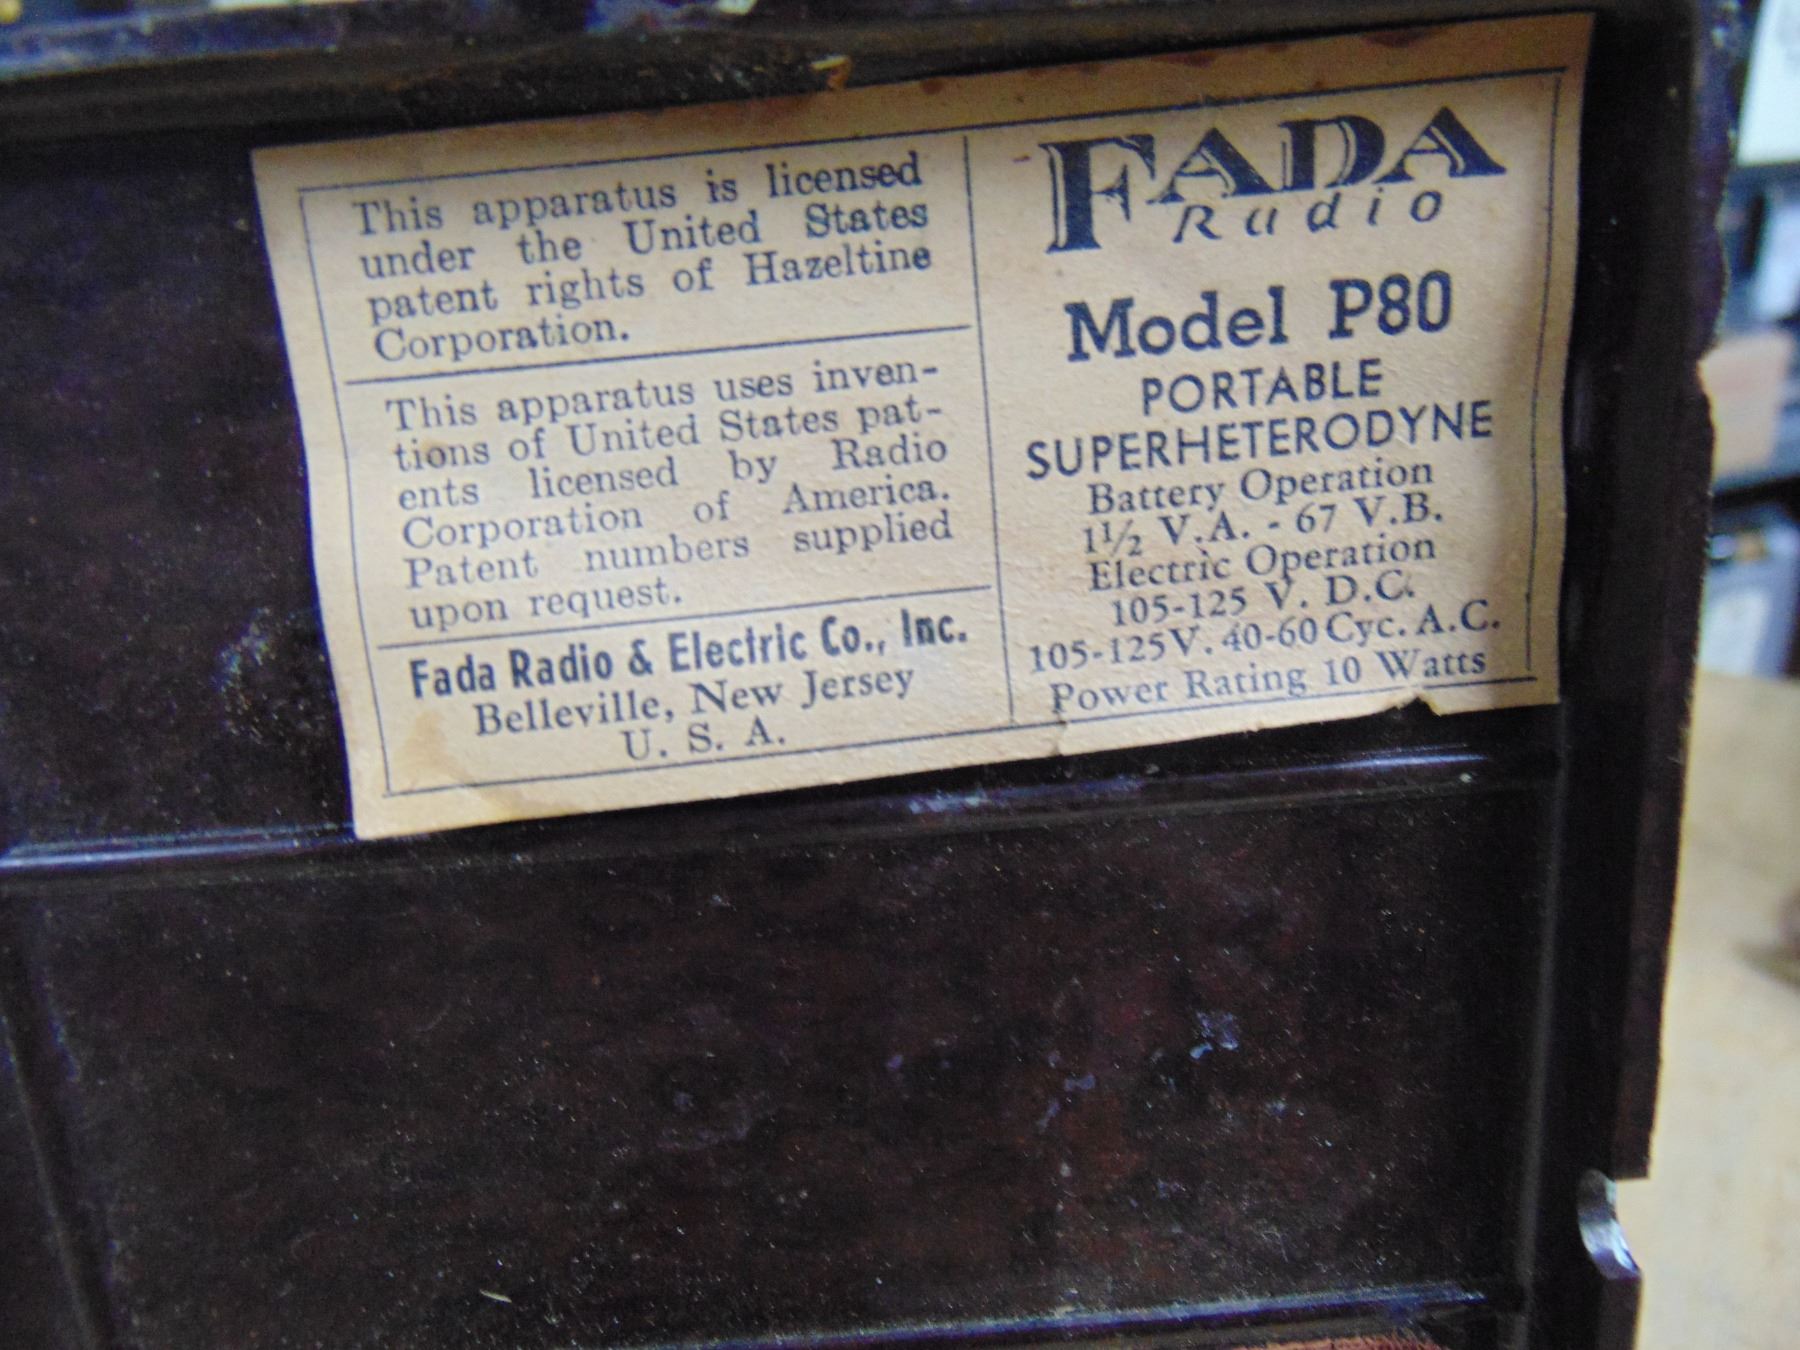 This apparatus is licensed
under the United States
patent rights of Hazeltine
Corporation.
This apparatus uses inven-
tions of United States pat-
ents licensed by Radio
Corporation of America.
Patent numbers supplied
upon request.
Fada Radio & Electric Co., Inc.
Belleville, New Jersey
U. S. A.
FADA
Radio
Model P80
PORTABLE
SUPERHETERODYNE
Battery Operation
1½ V.A. - 67 V.B.
Electric Operation
105-125 V. D.C.
105-125V. 40-60 Cyc. A.C.
Power Rating 10 Watts